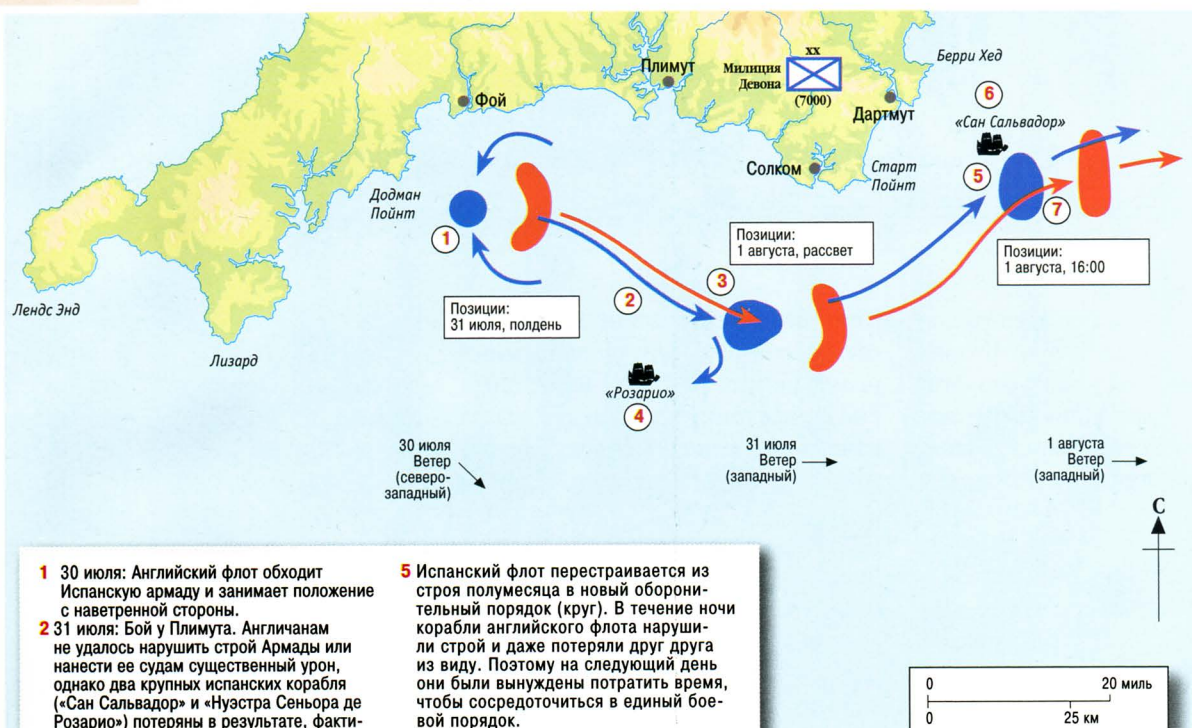 Берри Хед
xx
Плимут
Милиция
Девона
(7000)
Фой
Дартмут
6
«Сан Сальвадор»
Солком
Старт
Пойнт
5
Додман
Пойнт
7
1
Позиции:
1 августа, рассвет
Позиции:
1 августа, 16:00
3
2
Позиции:
31 июля, полдень
Лендс Энд
Лизард
«Розарио»
4
30 июля
Ветер
(северо-
западный)
31 июля
Ветер
(западный)
1 августа
Ветер
(западный)
С
1 30 июля: Английский флот обходит
Испанскую армаду и занимает положение
с наветренной стороны.
2 31 июля: Бой у Плимута. Англичанам
не удалось нарушить строй Армады или
нанести ее судам существенный урон,
однако два крупных испанских корабля
(«Сан Сальвадор» и «Нуэстра Сеньора де
Розарио») потеряны в результате, факти-
5 Испанский флот перестраивается из
строя полумесяца в новый оборони-
тельный порядок (круг). В течение ночи
корабли английского флота наруши-
ли строй и даже потеряли друг друга
из виду. Поэтому на следующий день
они были вынуждены потратить время,
чтобы сосредоточиться в единый бое-
вой порядок.
0 20 миль
0 25 км